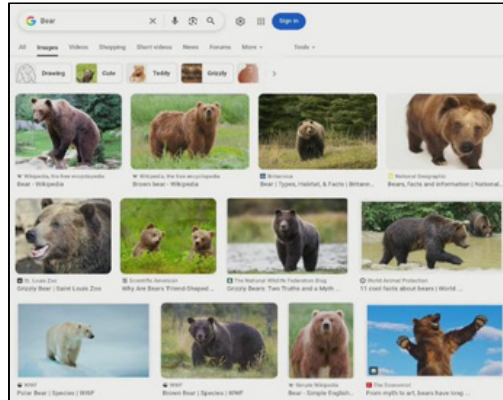 Bear
Sign in
All Images Videos Shopping Short videos News Forums More Tools
Drawing Cute Teddy Grizzly
Wikipedia, the free encyclopedia
Bear - Wikipedia
Wikipedia, the free encyclopedia
Brown bear - Wikipedia
Britannica
Bear | Types, Habitat, & Facts | Britann...
National Geographic
Bears, facts and information | National
St. Louis Zoo
Grizzly Bear | Saint Louis Zoo
Scientific American
Why Are Bears 'Friend-Shaped ...
The National Wildlife Federation Blog
Grizzly Bears: Two Truths and a Myth ...
World Animal Protection
11 cool facts about bears | World ...
WWF
Polar Bear | Species | WWF
WWF
Brown Bear | Species | WWF
Simple Wikipedia
Bear - Simple English...
The Economist
From myth to art, bears have long ...